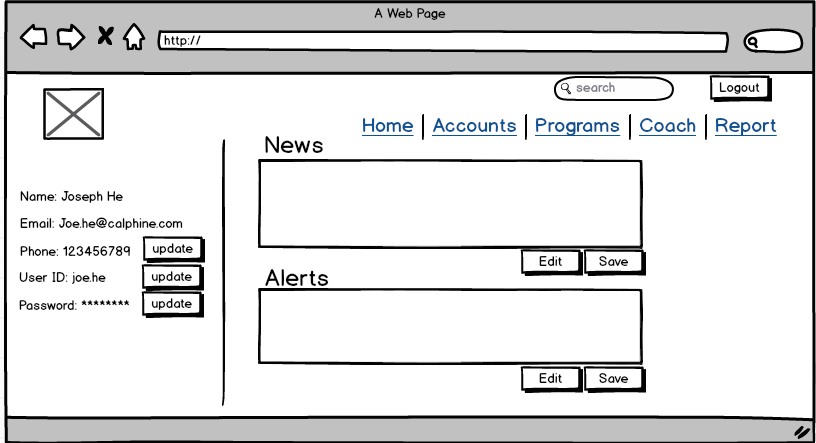 A Web Page
http://
search
Logout
Home | Accounts | Programs | Coach | Report
News
Name: Joseph He
Email: Joe.he@calphine.com
Phone: 123456789 update
User ID: joe.he update
Password: ******** update
Edit Save
Alerts
Edit Save